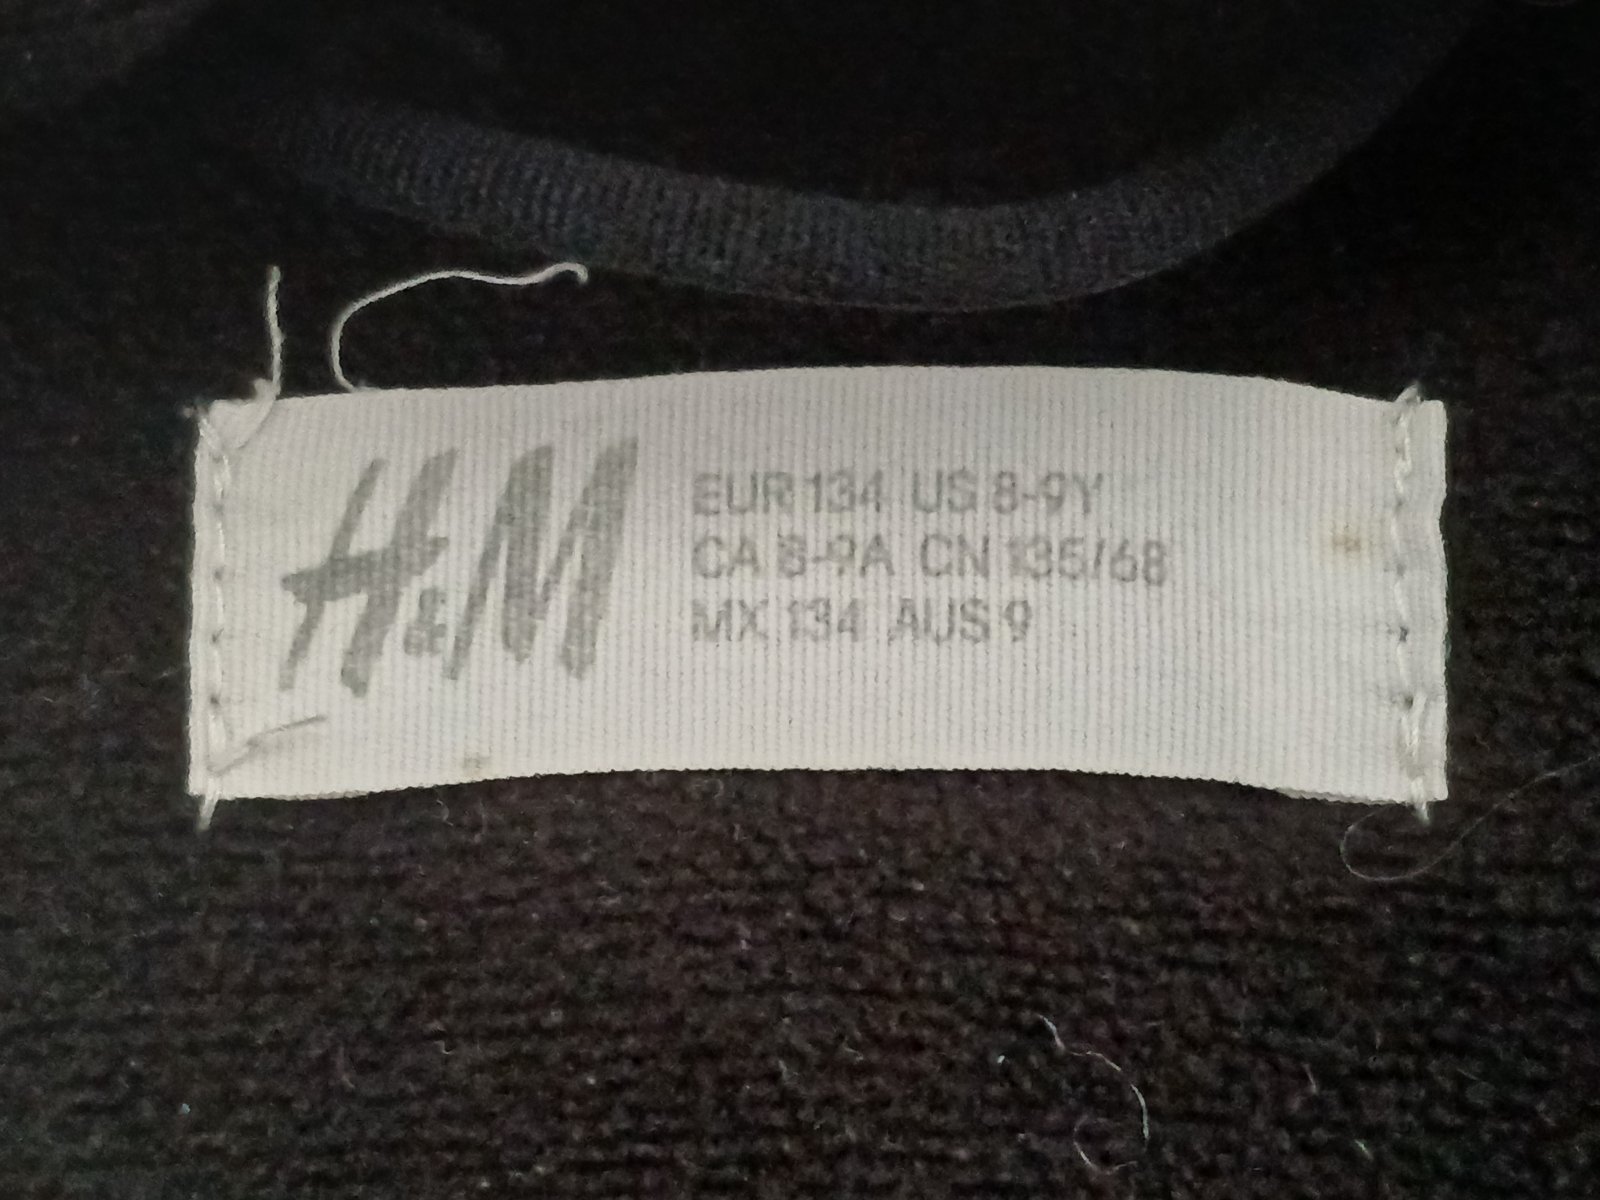 H&M
EUR 134 US 8-9Y
CA 8-9A CN 135/68
MX 134 AUS 9